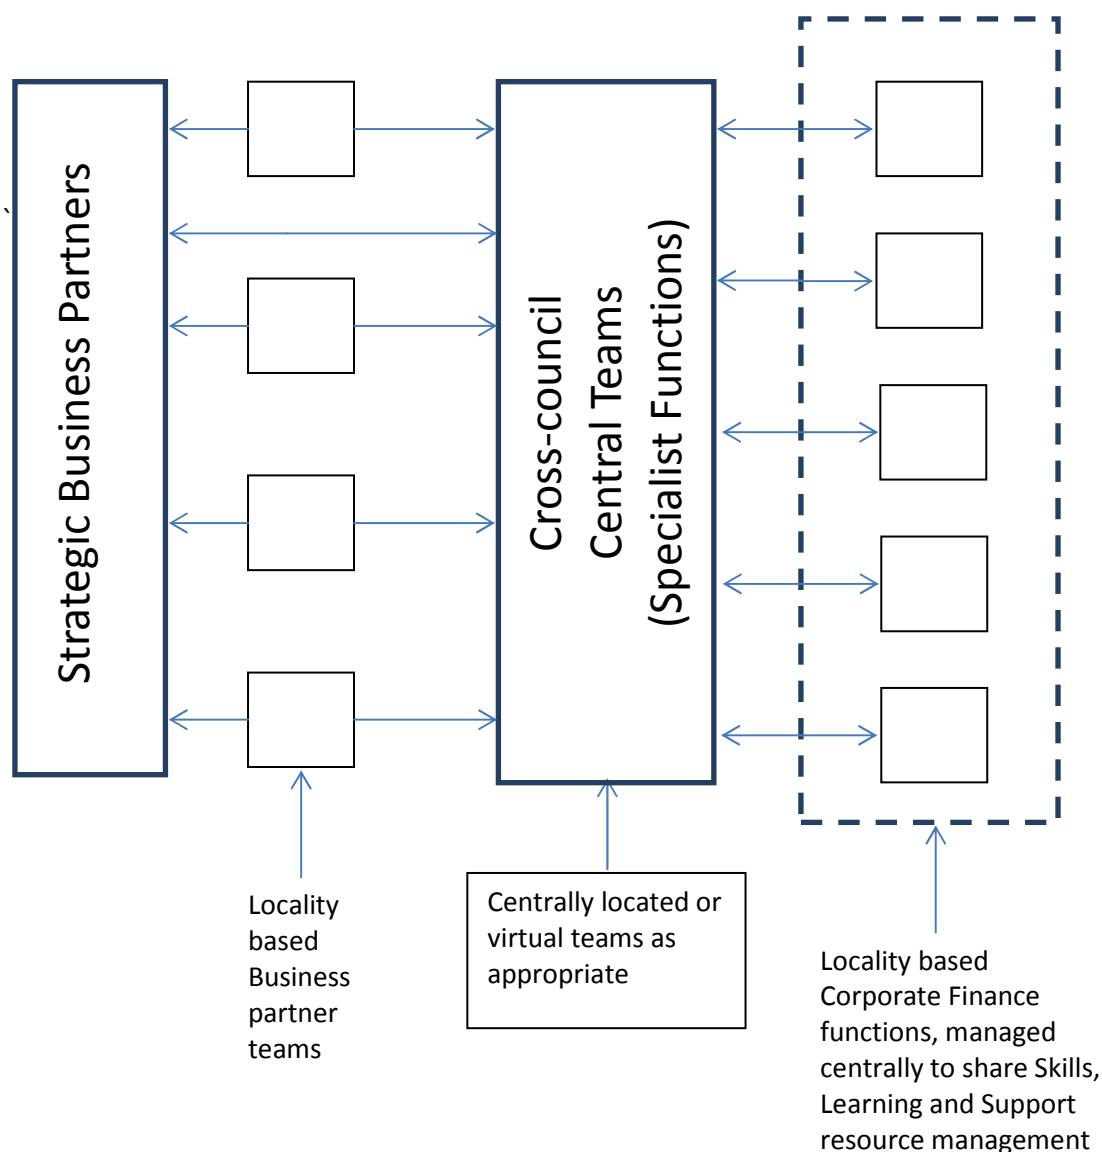 `
Strategic Business Partners
Cross-council
Central Teams
(Specialist Functions)
Locality
based
Business
partner
teams
Centrally located or
virtual teams as
appropriate
Locality based
Corporate Finance
functions, managed
centrally to share Skills,
Learning and Support
resource management